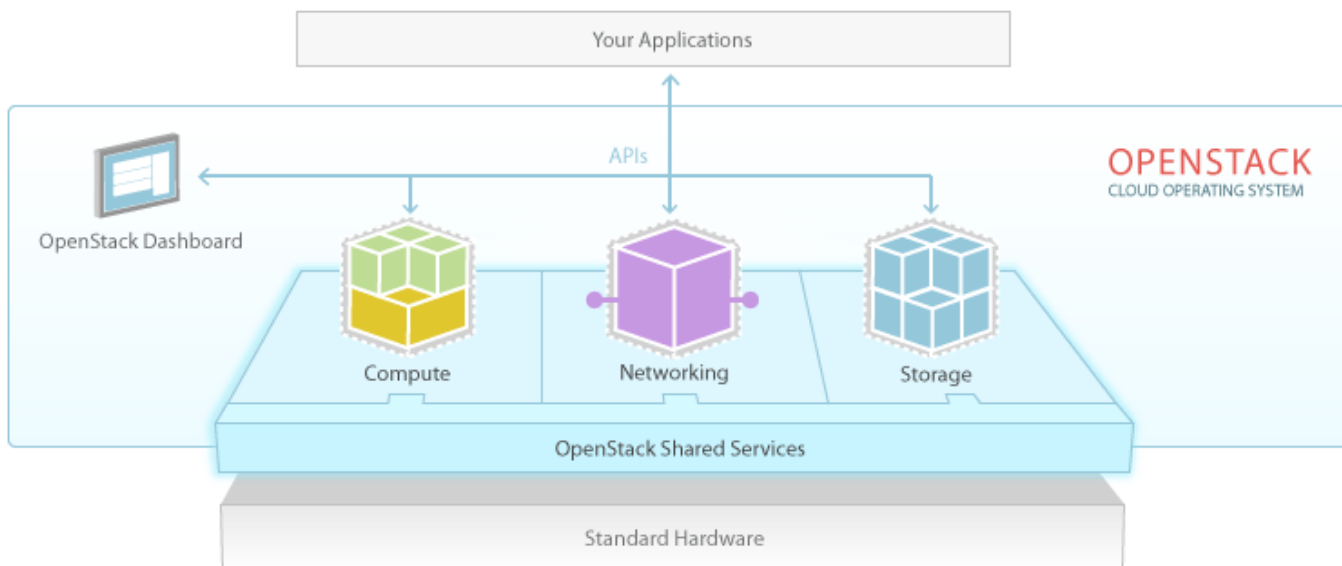 Your Applications
APIs
OPENSTACK
CLOUD OPERATING SYSTEM
OpenStack Dashboard
Compute
Networking
Storage
OpenStack Shared Services
Standard Hardware